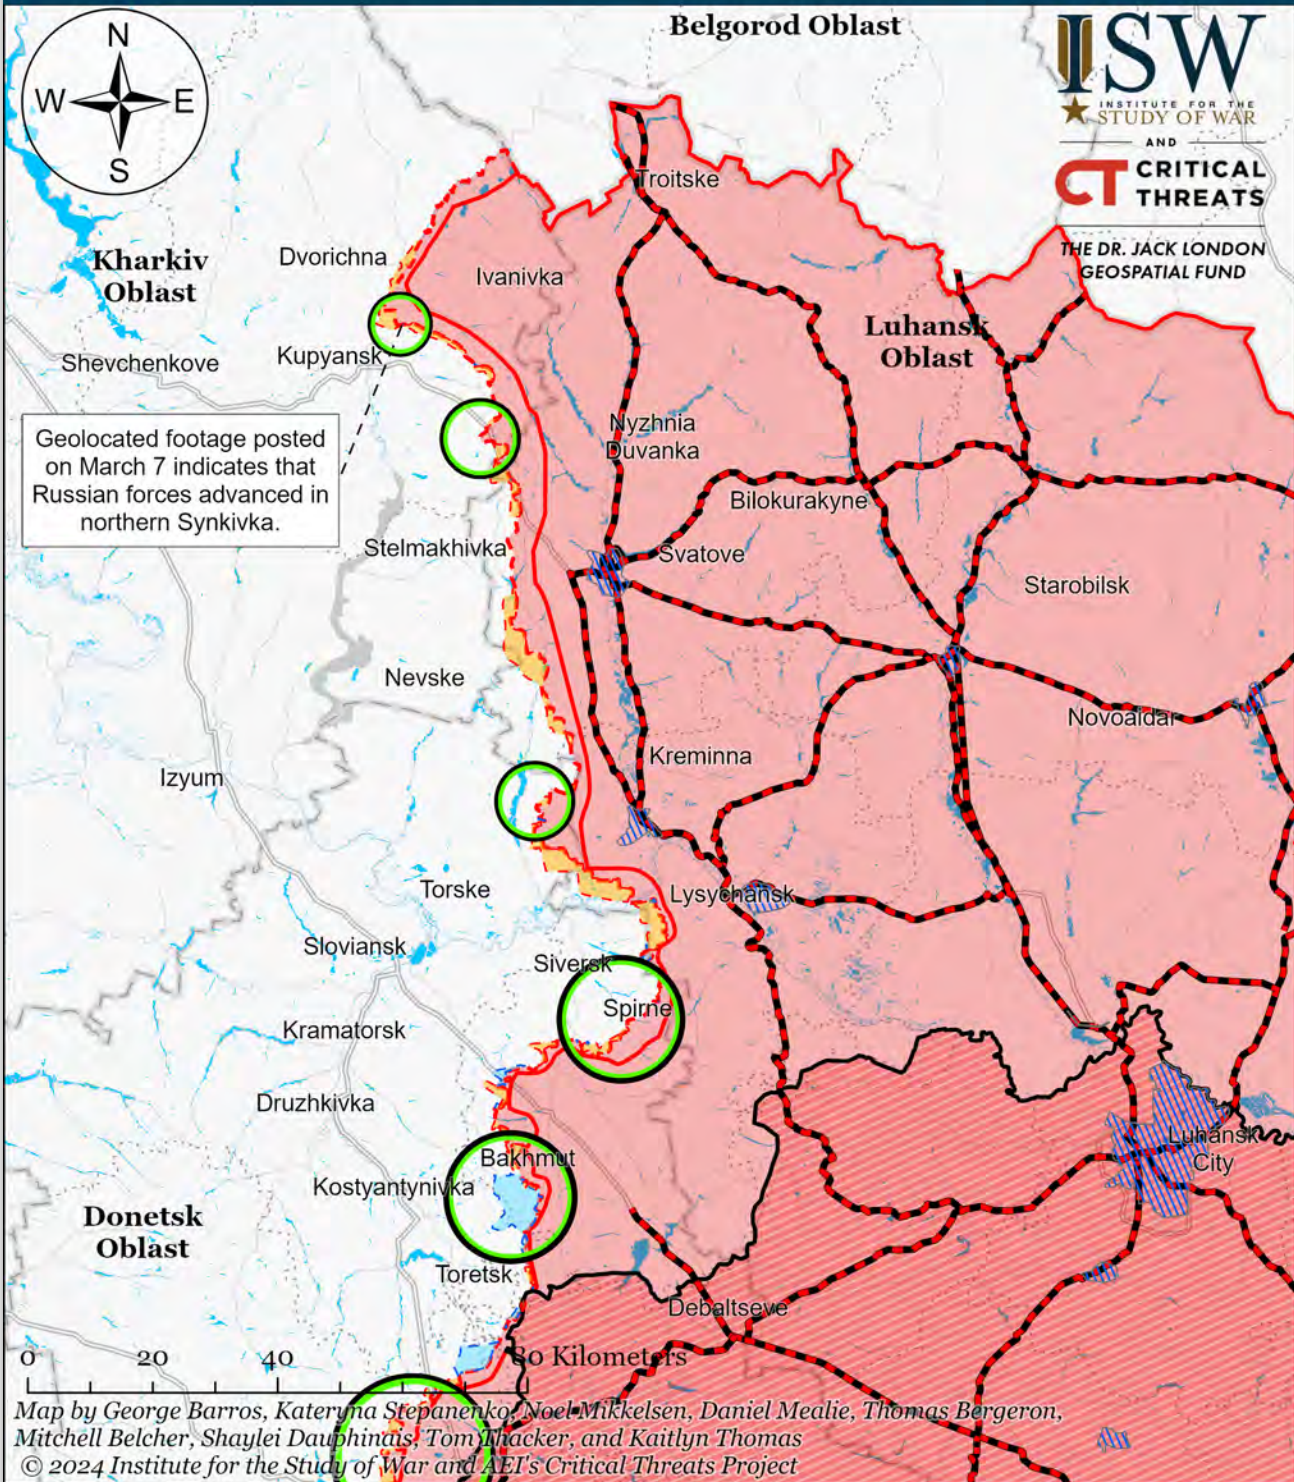 Belgorod Oblast
N
W
E
S
ISW
INSTITUTE FOR THE
STUDY OF WAR
AND
CT CRITICAL
THREATS
THE DR. JACK LONDON
GEOSPATIAL FUND
Troitske
Dvorichna
Kharkiv
Oblast
Ivanivka
Luhansk
Oblast
Shevchenkove
Kupyansk
Geolocated footage posted
on March 7 indicates that
Russian forces advanced in
northern Synkivka.
Nyzhnia
Duvanka
Bilokurakyne
Stelmakhivka
Svatove
Starobilsk
Nevske
Novoaidar
Izyum
Kreminna
Torske
Lysychansk
Sloviansk
Siversk
Spirne
Kramatorsk
Druzhkivka
Luhansk
City
Bakhmut
Kostyantynivka
Donetsk
Oblast
Toretsk
Debaltseve
0 20 40 80 Kilometers
Map by George Barros, Kateryna Stepanenko, Noel Mikkelsen, Daniel Mealie, Thomas Bergeron,
Mitchell Belcher, Shaylei Dauphinais, Tom Thacker, and Kaitlyn Thomas
© 2024 Institute for the Study of War and AEI's Critical Threats Project